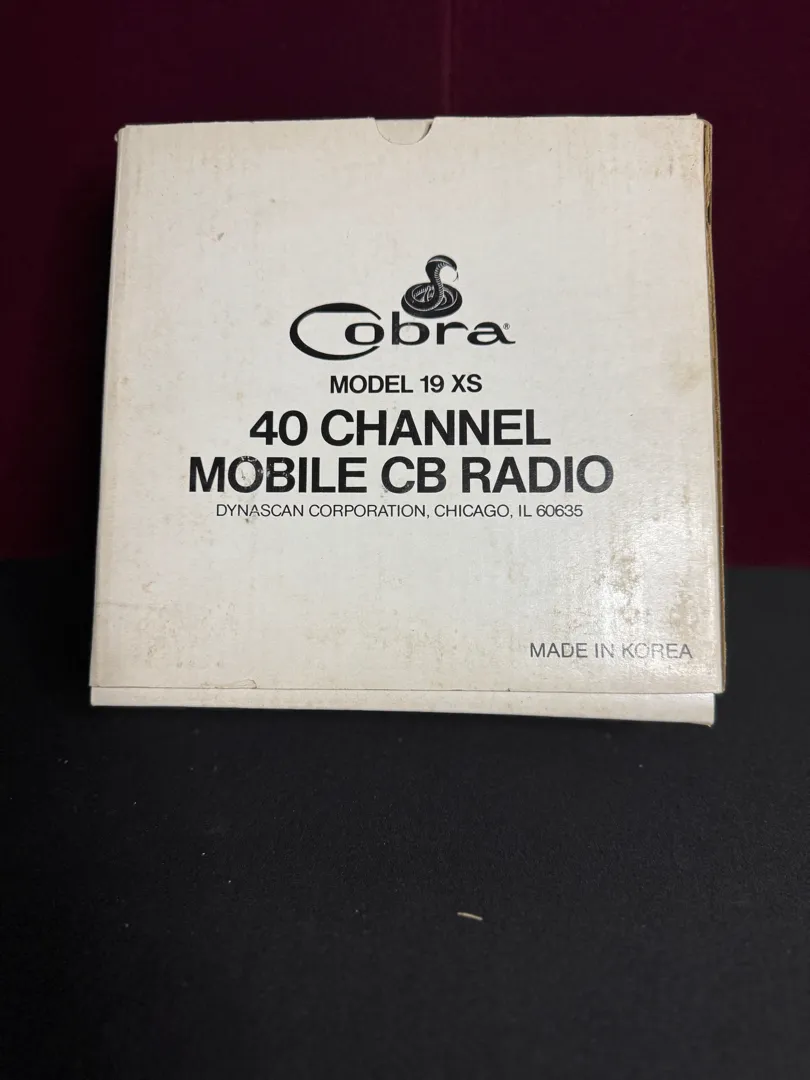 Cobra®
MODEL 19 XS
40 CHANNEL
MOBILE CB RADIO
DYNASCAN CORPORATION, CHICAGO, IL 60635
MADE IN KOREA